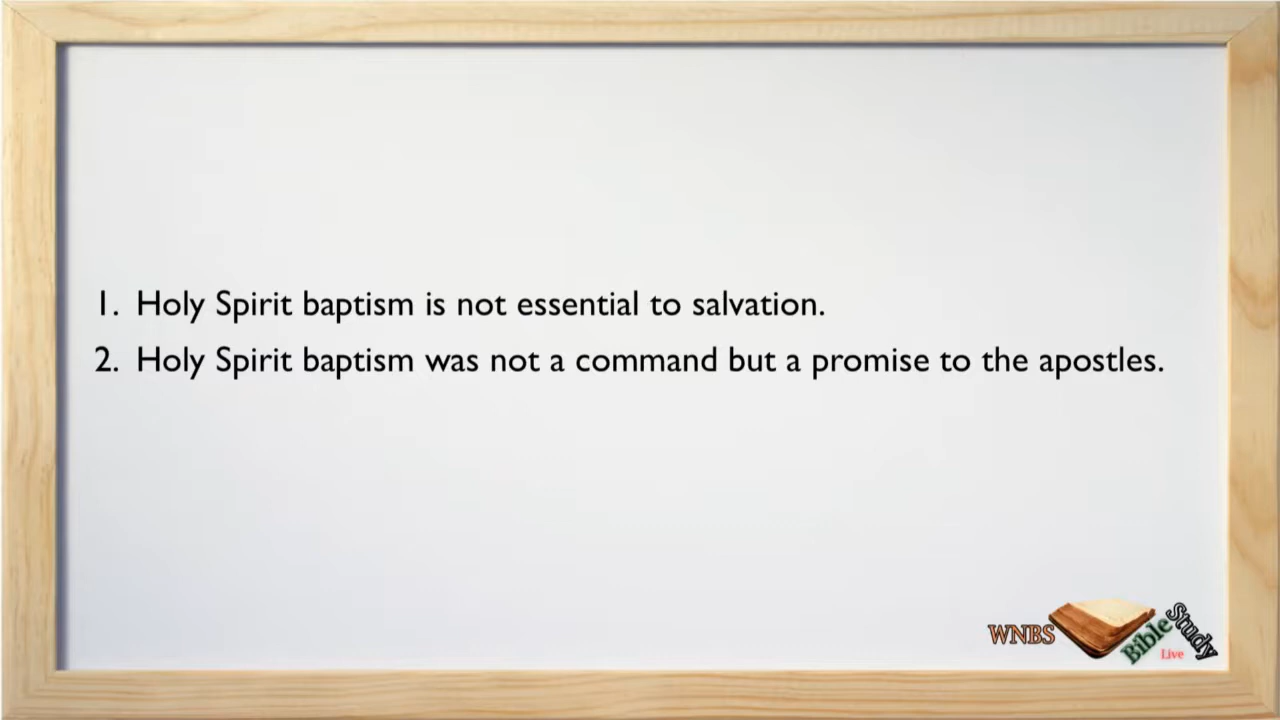 1. Holy Spirit baptism is not essential to salvation.
2. Holy Spirit baptism was not a command but a promise to the apostles.
WNBS
Bible Study
Live